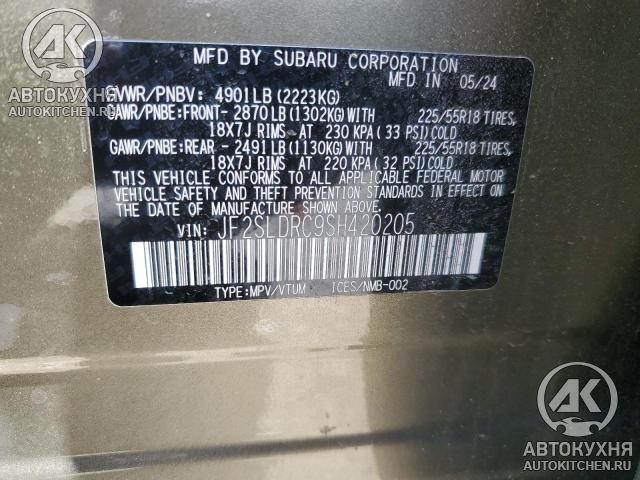 АВТОКУХНЯ
AUTOKITCHEN.RU
MFD BY SUBARU CORPORATION
MFD IN 05/24
GVWR/PNBV: 4901LB(2223KG)
GAWR/PNBE:FRONT- 2870LB(1302KG)WITH 225/55R18 TIRES,
18X7J RIMS AT 230 KPA(33 PSI)COLD
GAWR/PNBE:REAR - 2491LB(1130KG)WITH 225/55R18 TIRES,
18X7J RIMS AT 220 KPA(32 PSI)COLD
THIS VEHICLE CONFORMS TO ALL APPLICABLE FEDERAL MOTOR
VEHICLE SAFETY AND THEFT PREVENTION STANDARDS IN EFFECT
ON THE DATE OF MANUFACTURE SHOWN ABOVE.
VIN: JF2SLDRC9SH420205
TYPE:MPV/VTUM ICES/NMB-002
АК
АВТОКУХНЯ
AUTOKITCHEN.RU